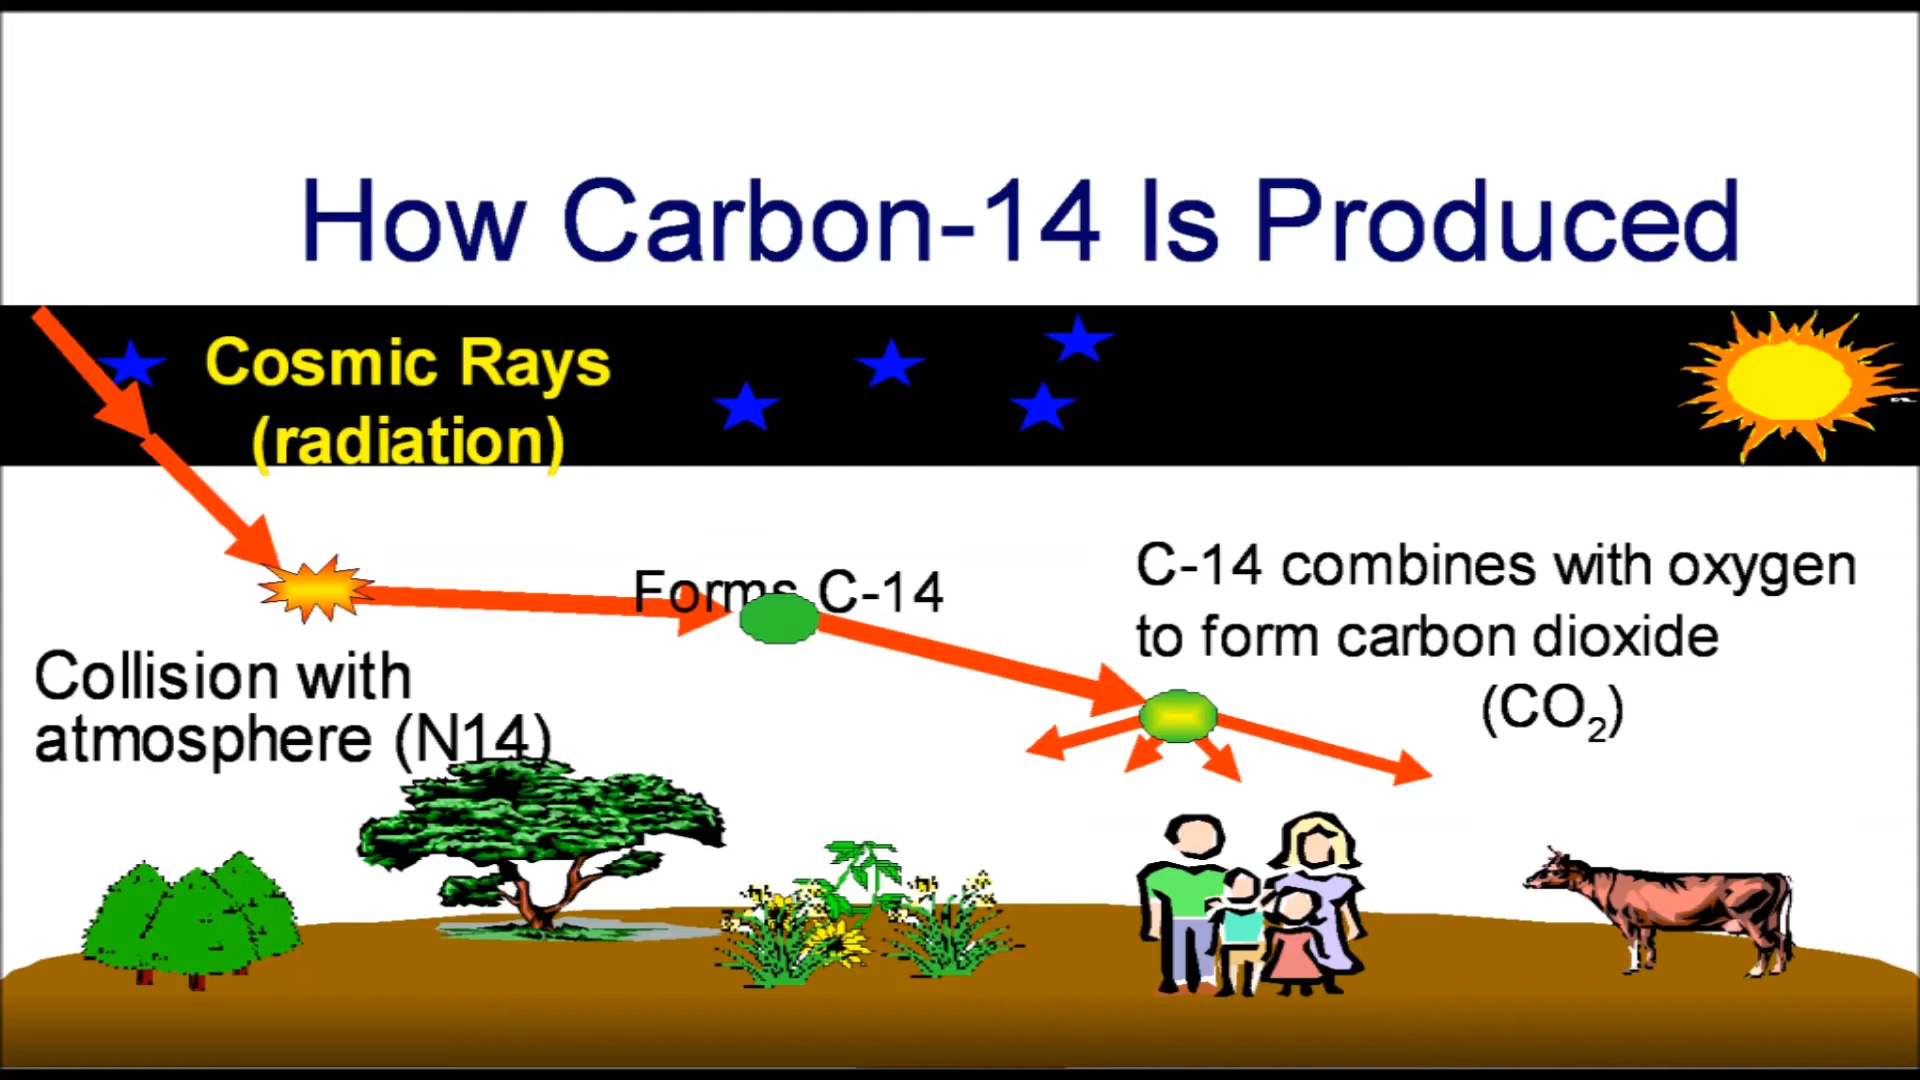 How Carbon-14 Is Produced
Cosmic Rays
(radiation)
Forms C-14
C-14 combines with oxygen
to form carbon dioxide
(CO₂)
Collision with
atmosphere (N14)